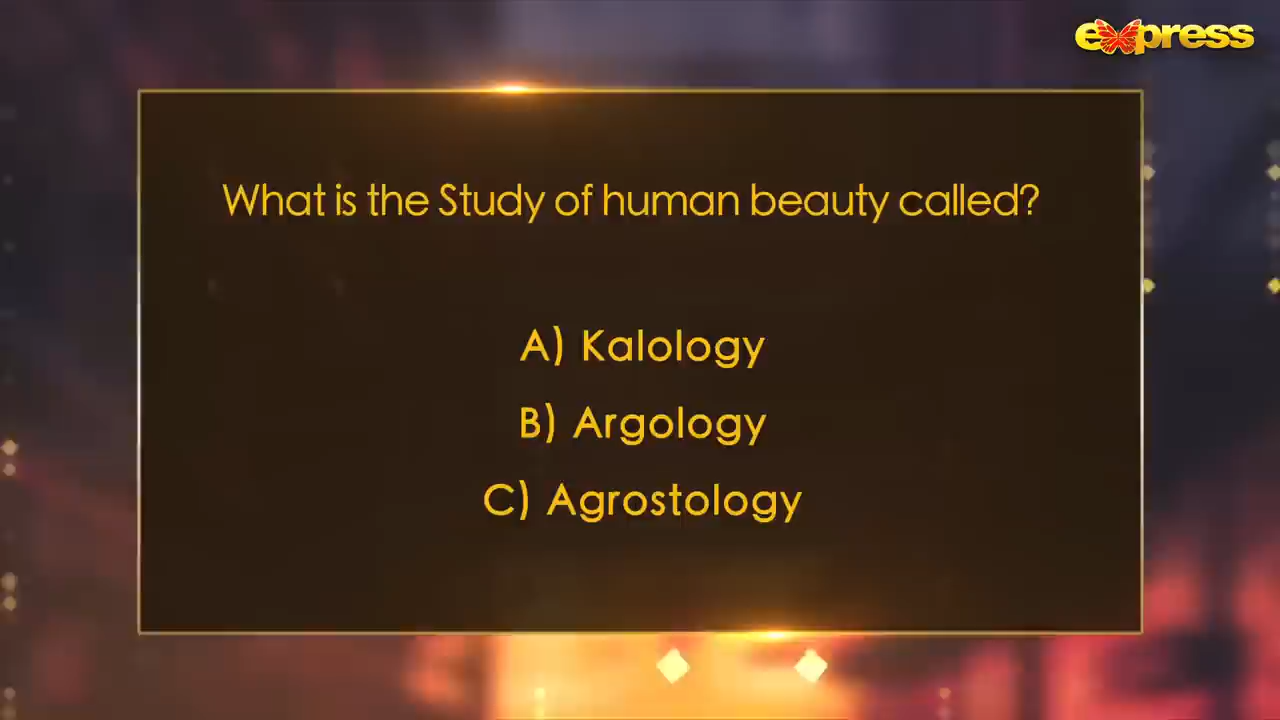 express
What is the Study of human beauty called?
A) Kalology
B) Argology
C) Agrostology